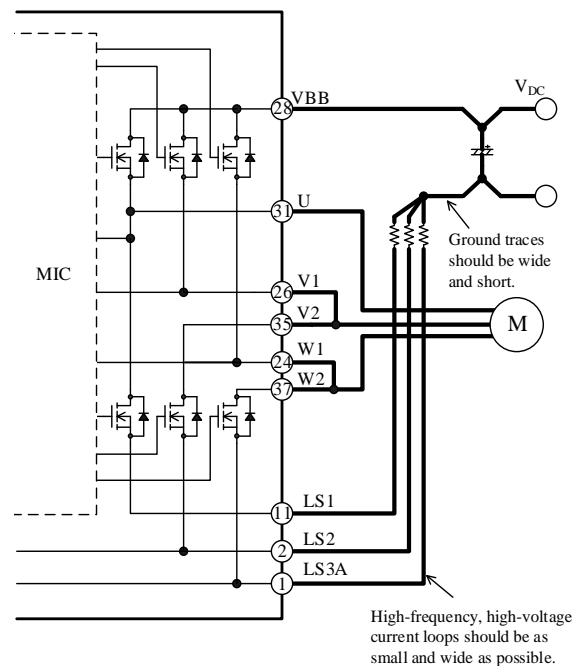 VBB
28
V_DC
U
31
Ground traces
should be wide
and short.
MIC
V1
26
V2
35
M
W1
24
W2
37
LS1
11
LS2
2
LS3A
1
High-frequency, high-voltage
current loops should be as
small and wide as possible.